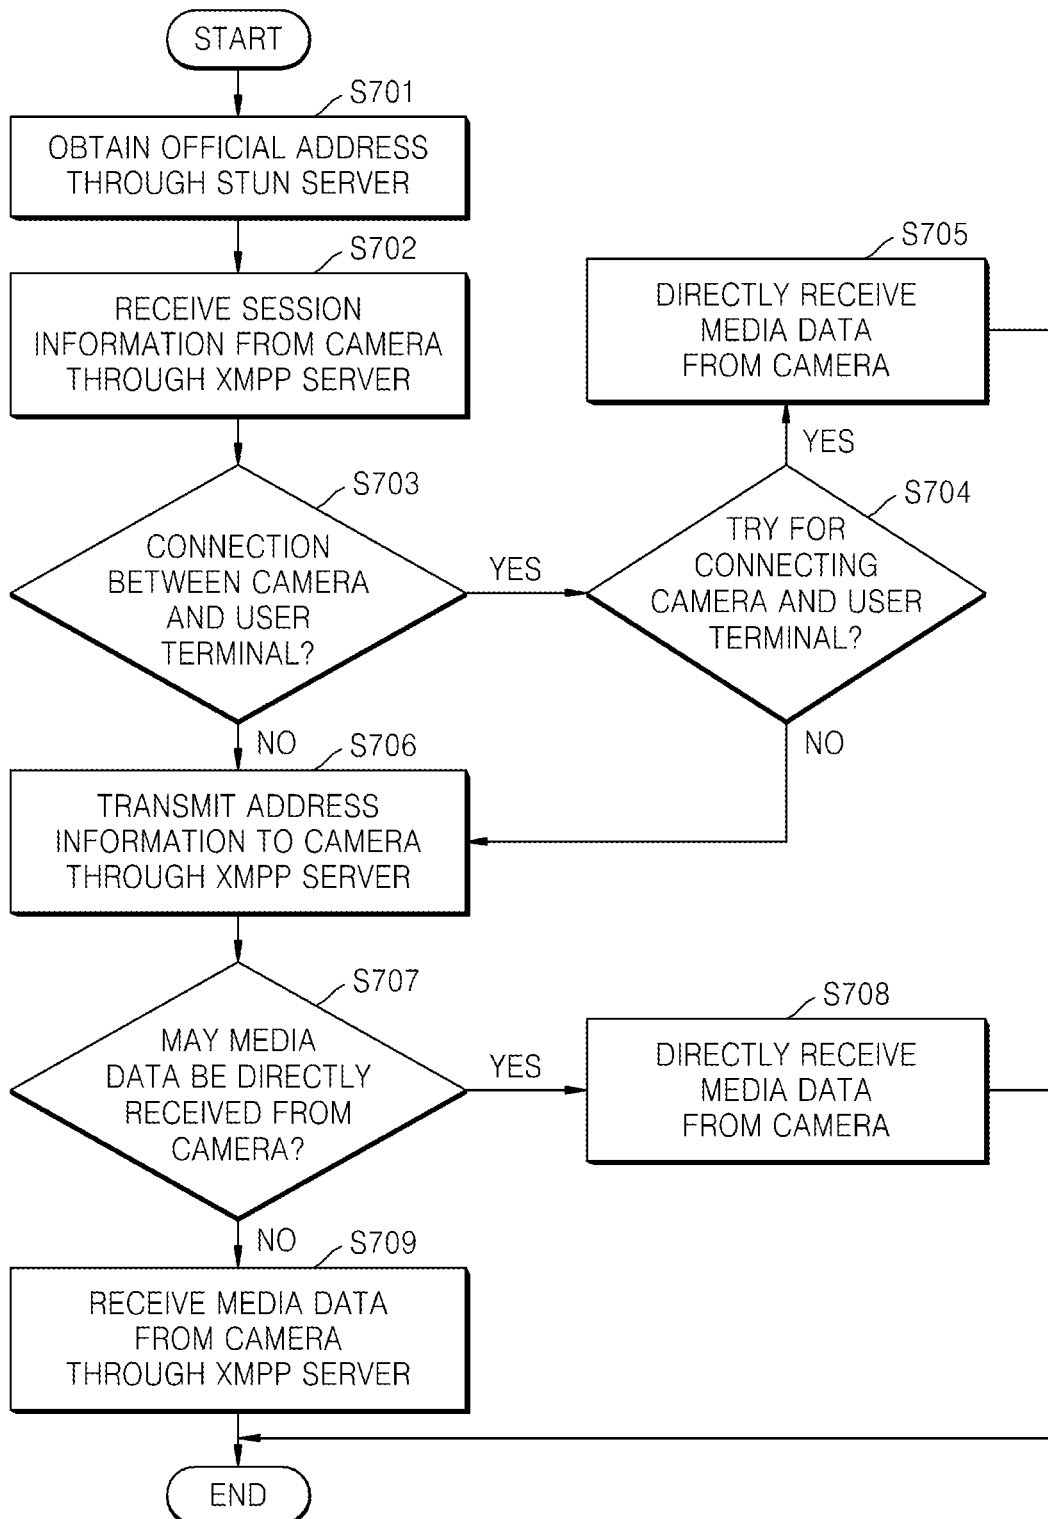 START
S701
OBTAIN OFFICIAL ADDRESS
THROUGH STUN SERVER
S702
RECEIVE SESSION
INFORMATION FROM CAMERA
THROUGH XMPP SERVER
S705
DIRECTLY RECEIVE
MEDIA DATA
FROM CAMERA
YES
S703
CONNECTION
BETWEEN CAMERA
AND USER
TERMINAL?
YES
S704
TRY FOR
CONNECTING
CAMERA AND USER
TERMINAL?
NO
NO
S706
TRANSMIT ADDRESS
INFORMATION TO CAMERA
THROUGH XMPP SERVER
S707
MAY MEDIA
DATA BE DIRECTLY
RECEIVED FROM
CAMERA?
YES
S708
DIRECTLY RECEIVE
MEDIA DATA
FROM CAMERA
NO
S709
RECEIVE MEDIA DATA
FROM CAMERA
THROUGH XMPP SERVER
END